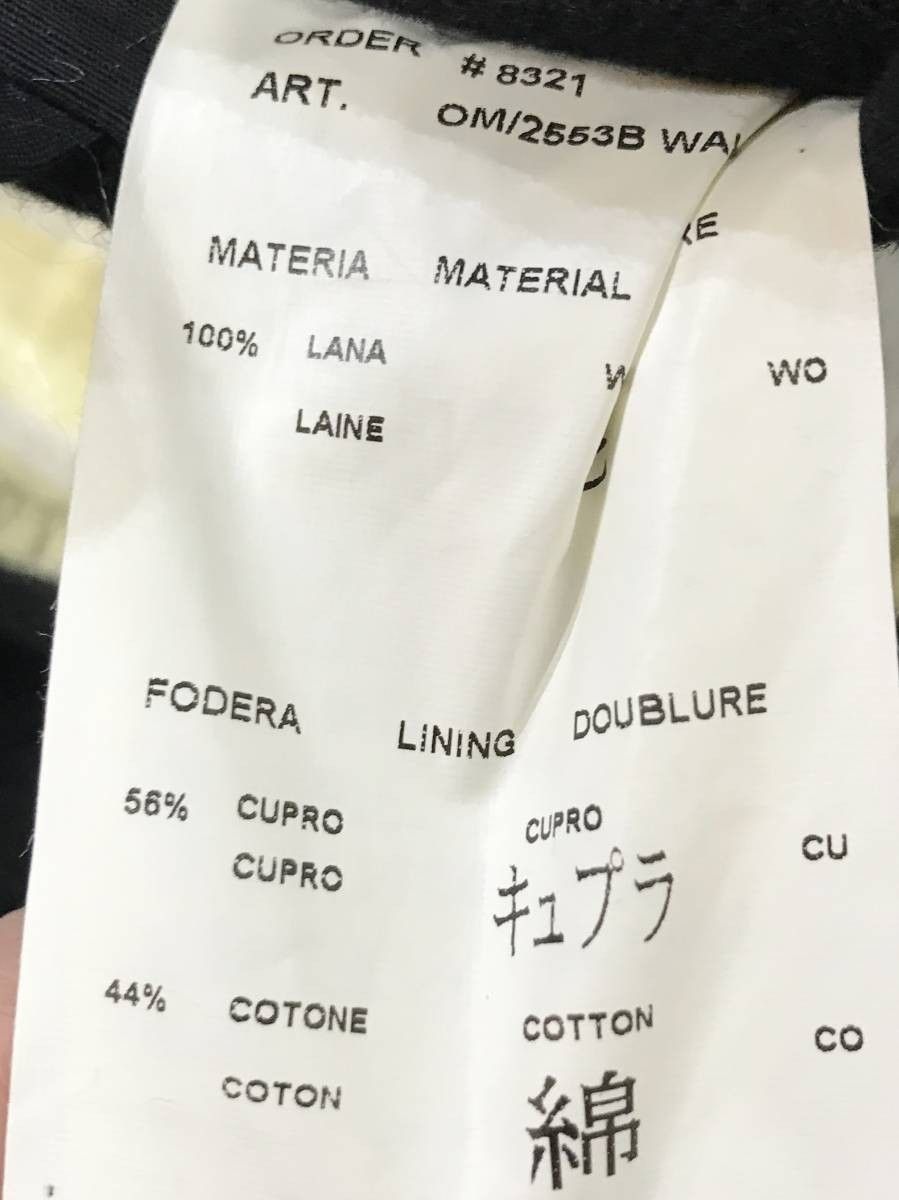 ORDER # 8321
ART. OM/2553B
MATERIA MATERIAL
100% LANA WO
LAINE
FODERA LINING DOUBLURE
56% CUPRO CUPRO CU
CUPRO キュプラ
44% COTONE COTTON CO
COTON 綿